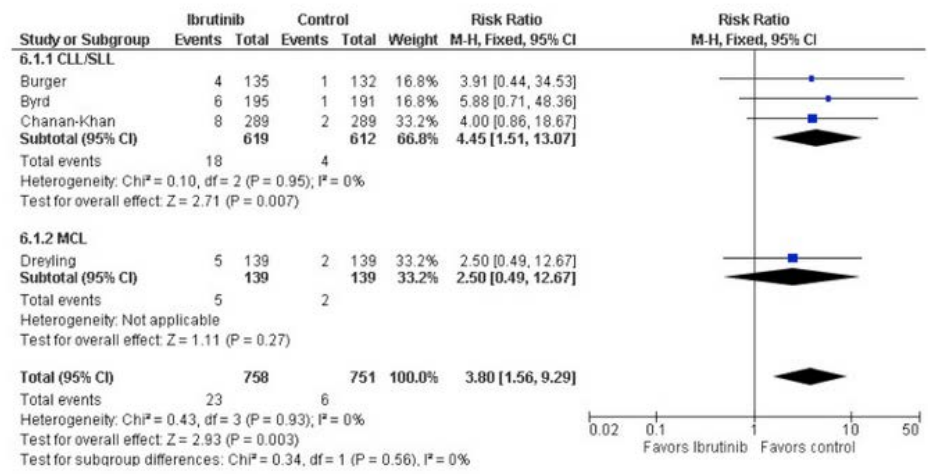 Ibrutinib Control Risk Ratio Risk Ratio
Study or Subgroup Events Total Events Total Weight M-H, Fixed, 95% CI M-H, Fixed, 95% CI
6.1.1 CLL/SLL
Burger 4 135 1 132 16.8% 3.91 [0.44, 34.53]
Byrd 6 195 1 191 16.8% 5.88 [0.71, 48.36]
Chanan-Khan 8 289 2 289 33.2% 4.00 [0.86, 18.67]
Subtotal (95% CI) 619 612 66.8% 4.45 [1.51, 13.07]
Total events 18 4
Heterogeneity: Chi² = 0.10, df = 2 (P = 0.95); I² = 0%
Test for overall effect: Z = 2.71 (P = 0.007)
6.1.2 MCL
Dreyling 5 139 2 139 33.2% 2.50 [0.49, 12.67]
Subtotal (95% CI) 139 139 33.2% 2.50 [0.49, 12.67]
Total events 5 2
Heterogeneity: Not applicable
Test for overall effect: Z = 1.11 (P = 0.27)
Total (95% CI) 758 751 100.0% 3.80 [1.56, 9.29]
Total events 23 6
Heterogeneity: Chi² = 0.43, df = 3 (P = 0.93); I² = 0%
Test for overall effect: Z = 2.93 (P = 0.003)
Test for subgroup differences: Chi² = 0.34, df = 1 (P = 0.56), I² = 0%
0.02 0.1 1 10 50
Favors Ibrutinib Favors control